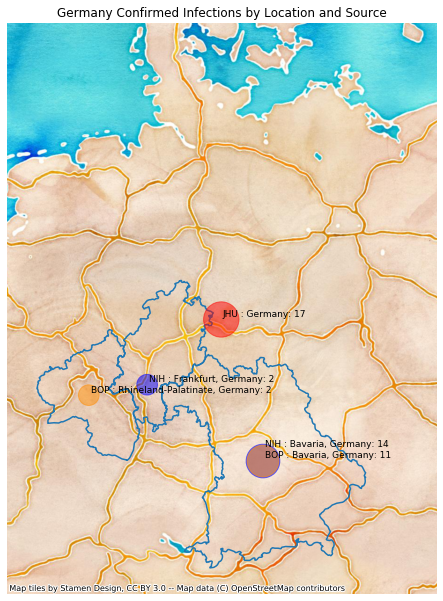 Germany Confirmed Infections by Location and Source
JHU : Germany: 17
NIH : Frankfurt, Germany: 2
BOP : Rhineland-Palatinate, Germany: 2
NIH : Bavaria, Germany: 14
BOP : Bavaria, Germany: 11
Map tiles by Stamen Design, CC BY 3.0 -- Map data (C) OpenStreetMap contributors